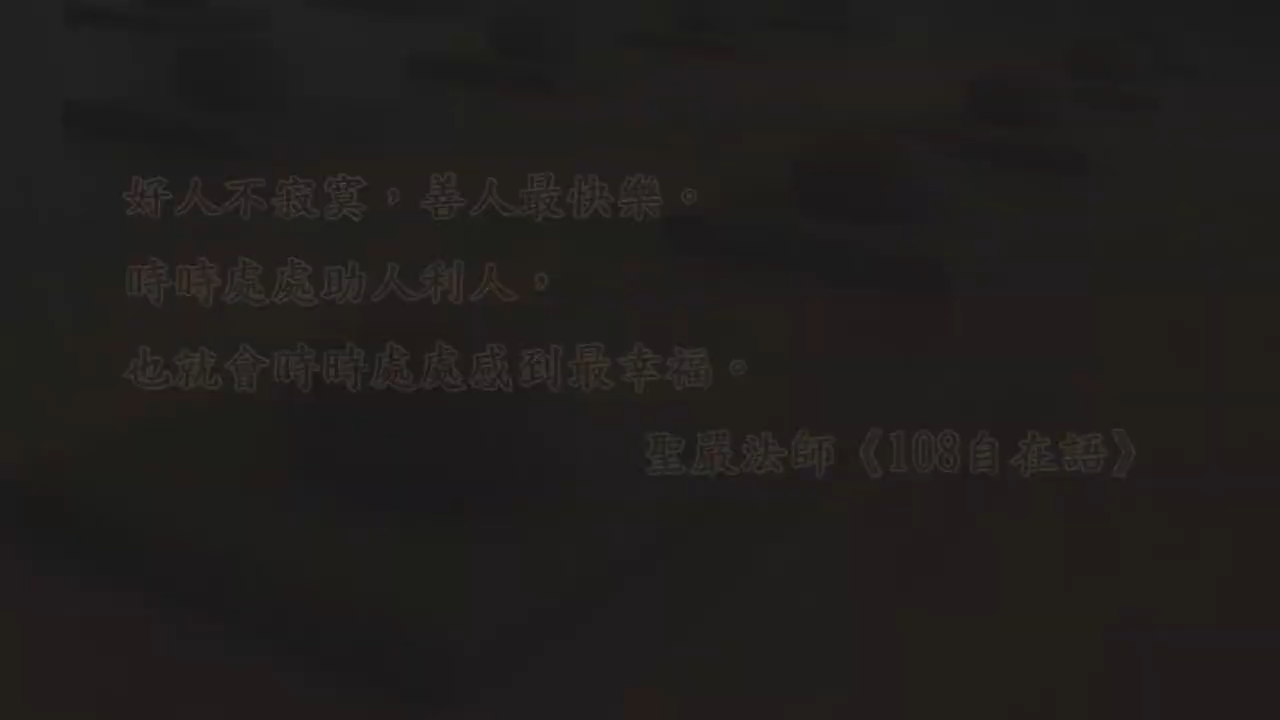 好人不寂寞，善人最快樂。
時時處處助人利人，
也就會時時處處感到最幸福。
聖嚴法師《108自在語》